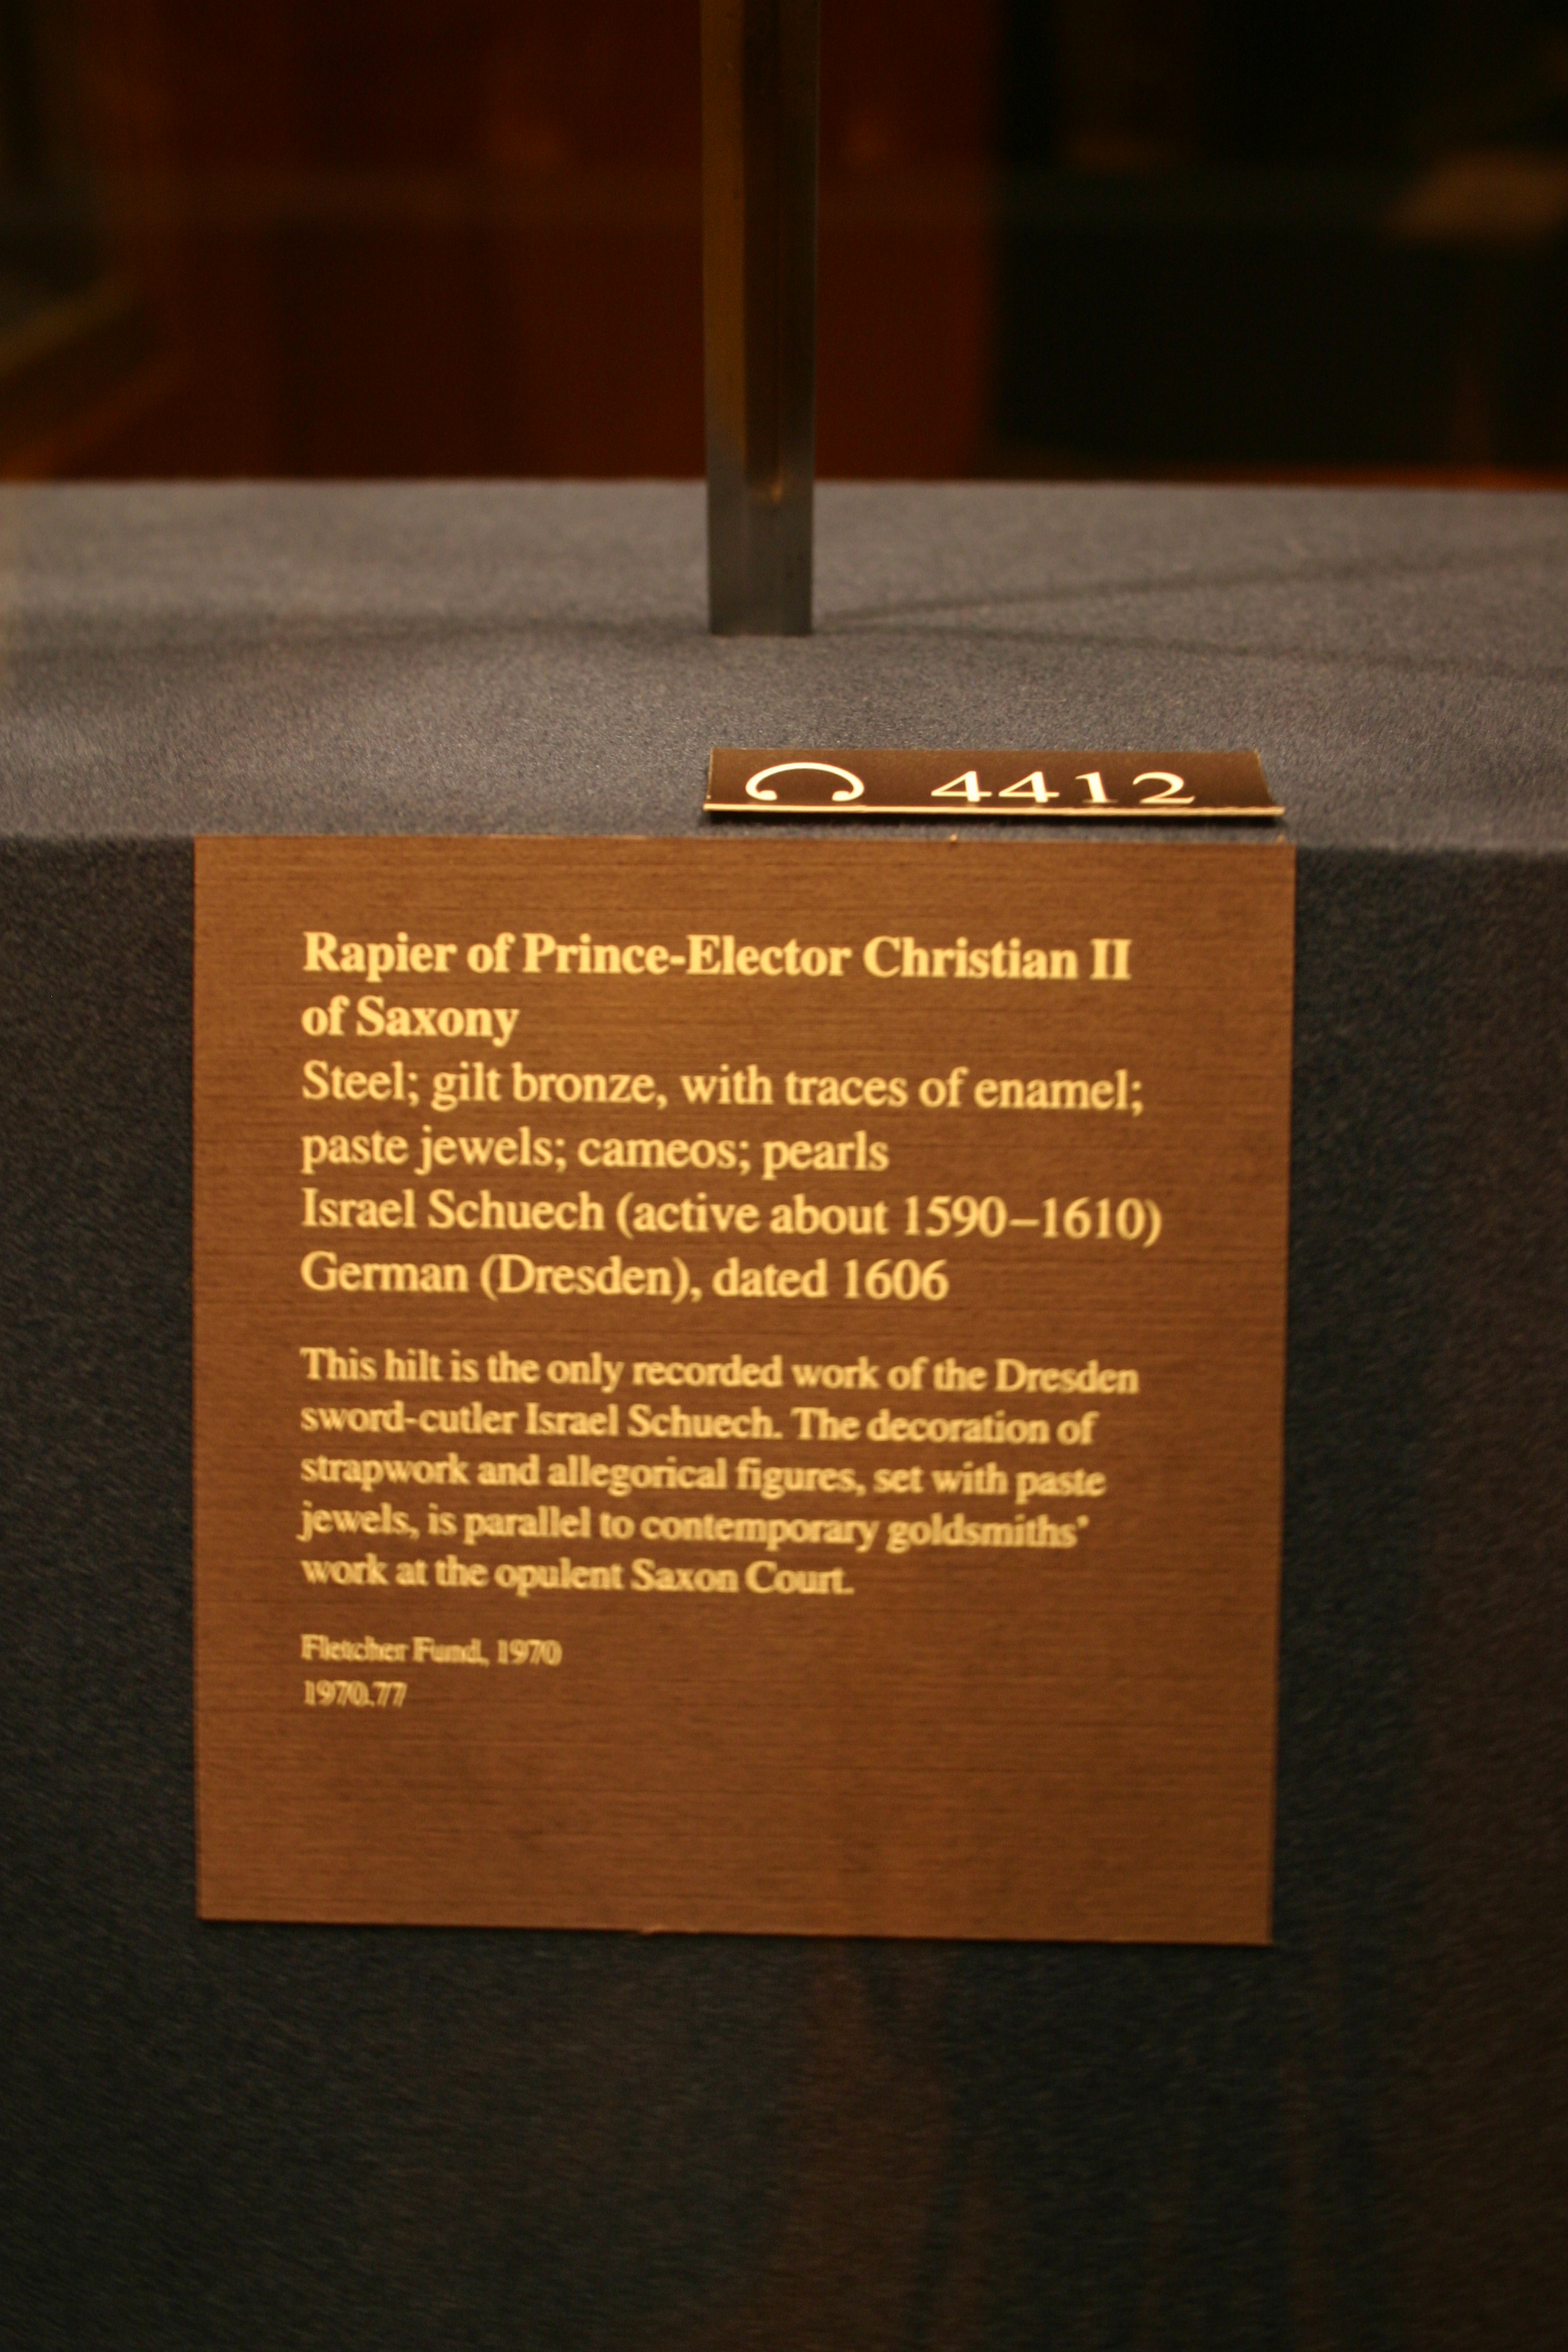 4412
Rapier of Prince-Elector Christian II
of Saxony
Steel; gilt bronze, with traces of enamel;
paste jewels; cameos; pearls
Israel Schuech (active about 1590–1610)
German (Dresden), dated 1606
This hilt is the only recorded work of the Dresden
sword-cutler Israel Schuech. The decoration of
strapwork and allegorical figures, set with paste
jewels, is parallel to contemporary goldsmiths'
work at the opulent Saxon Court.
Fletcher Fund, 1970
1970.77